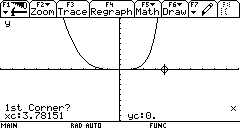 F1 F2 Zoom F3 Trace F4 Regraph F5 Math F6 Draw F7
y
1st Corner?
x
xc:3.78151 yc:0.
MAIN RAD AUTO FUNC